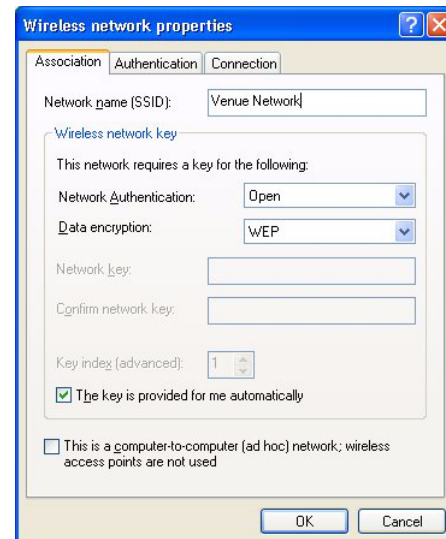 Wireless network properties
?
Association Authentication Connection
Network name (SSID): Venue Network
Wireless network key
This network requires a key for the following:
Network Authentication: Open
Data encryption: WEP
Network key:
Confirm network key:
Key index (advanced): 1
The key is provided for me automatically
This is a computer-to-computer (ad hoc) network; wireless
access points are not used
OK Cancel